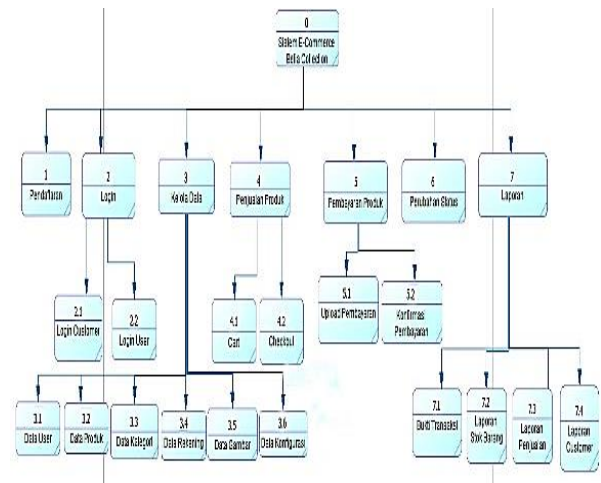 0
Sistem E-Commerce
Bella Collection
1
Pendaftaran
2
Login
3
Kelola Data
4
Penjualan Produk
5
Pembayaran Produk
6
Perubahan Status
7
Laporan
2.1
Login Customer
2.2
Login User
4.1
Cart
4.2
Checkout
5.1
Upload Pembayaran
5.2
Konfirmasi
Pembayaran
3.1
Data User
3.2
Data Produk
3.3
Data Kategori
3.4
Data Rekening
3.5
Data Gambar
3.6
Data Konfigurasi
7.1
Bukti Transaksi
7.2
Laporan
Stok Barang
7.3
Laporan
Penjualan
7.4
Laporan
Customer